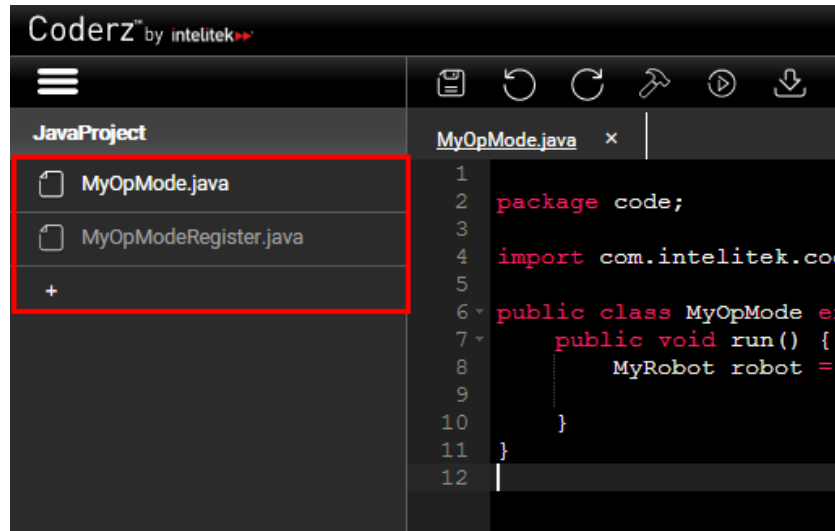 Coderz™ by intelitek
JavaProject
MyOpMode.java
MyOpModeRegister.java
+
MyOpMode.java ×
1
2 package code;
3
4 import com.intelitek.co
5
6 public class MyOpMode e
7 public void run() {
8 MyRobot robot =
9
10 }
11 }
12